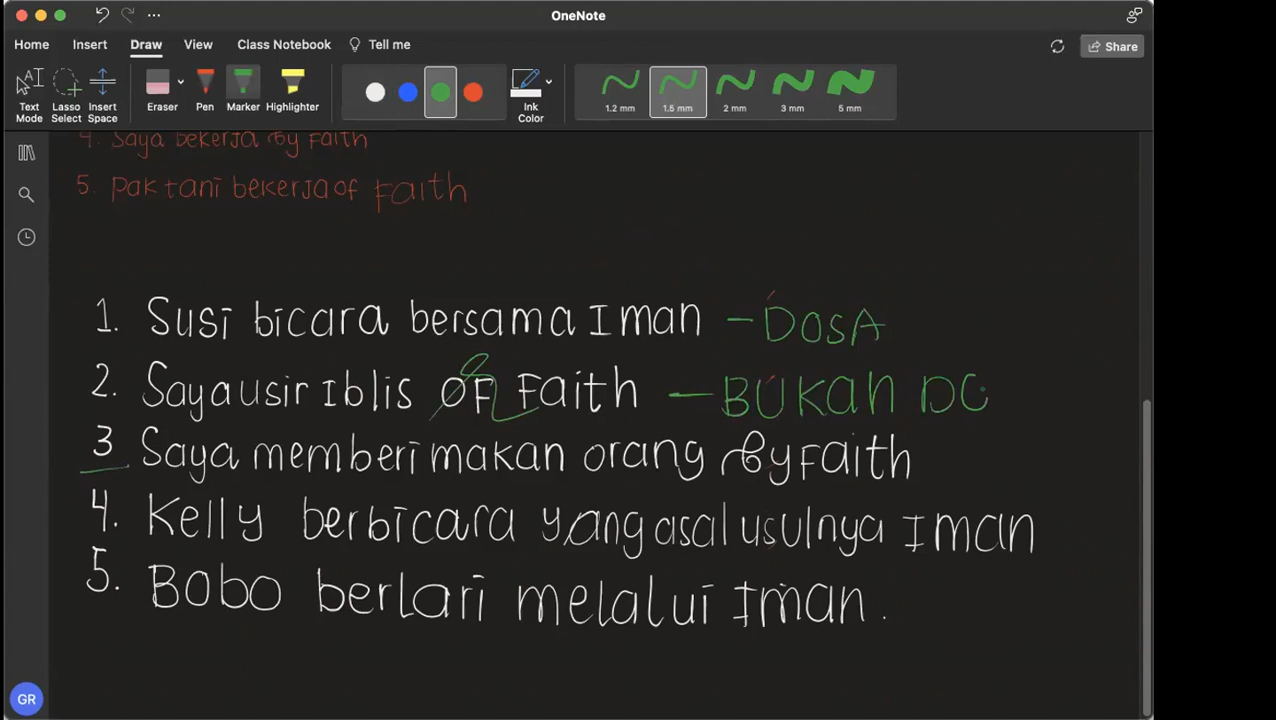 OneNote
Home Insert Draw View Class Notebook Tell me Share
Text Mode Lasso Select Insert Space Eraser Pen Marker Highlighter Ink Color 1.2 mm 1.5 mm 2 mm 3 mm 5 mm
4. Saya bekerja By Faith
5. Pak tani bekerja of Faith
1. Susi bicara bersama Iman - DOSA
2. Saya usir Iblis OF Faith - BUKAN DO
3 Saya memberi makan orang By Faith
4. Kelly berbicara yang asal usulnya Iman
5. Bobo berlari melalui Iman.
GR